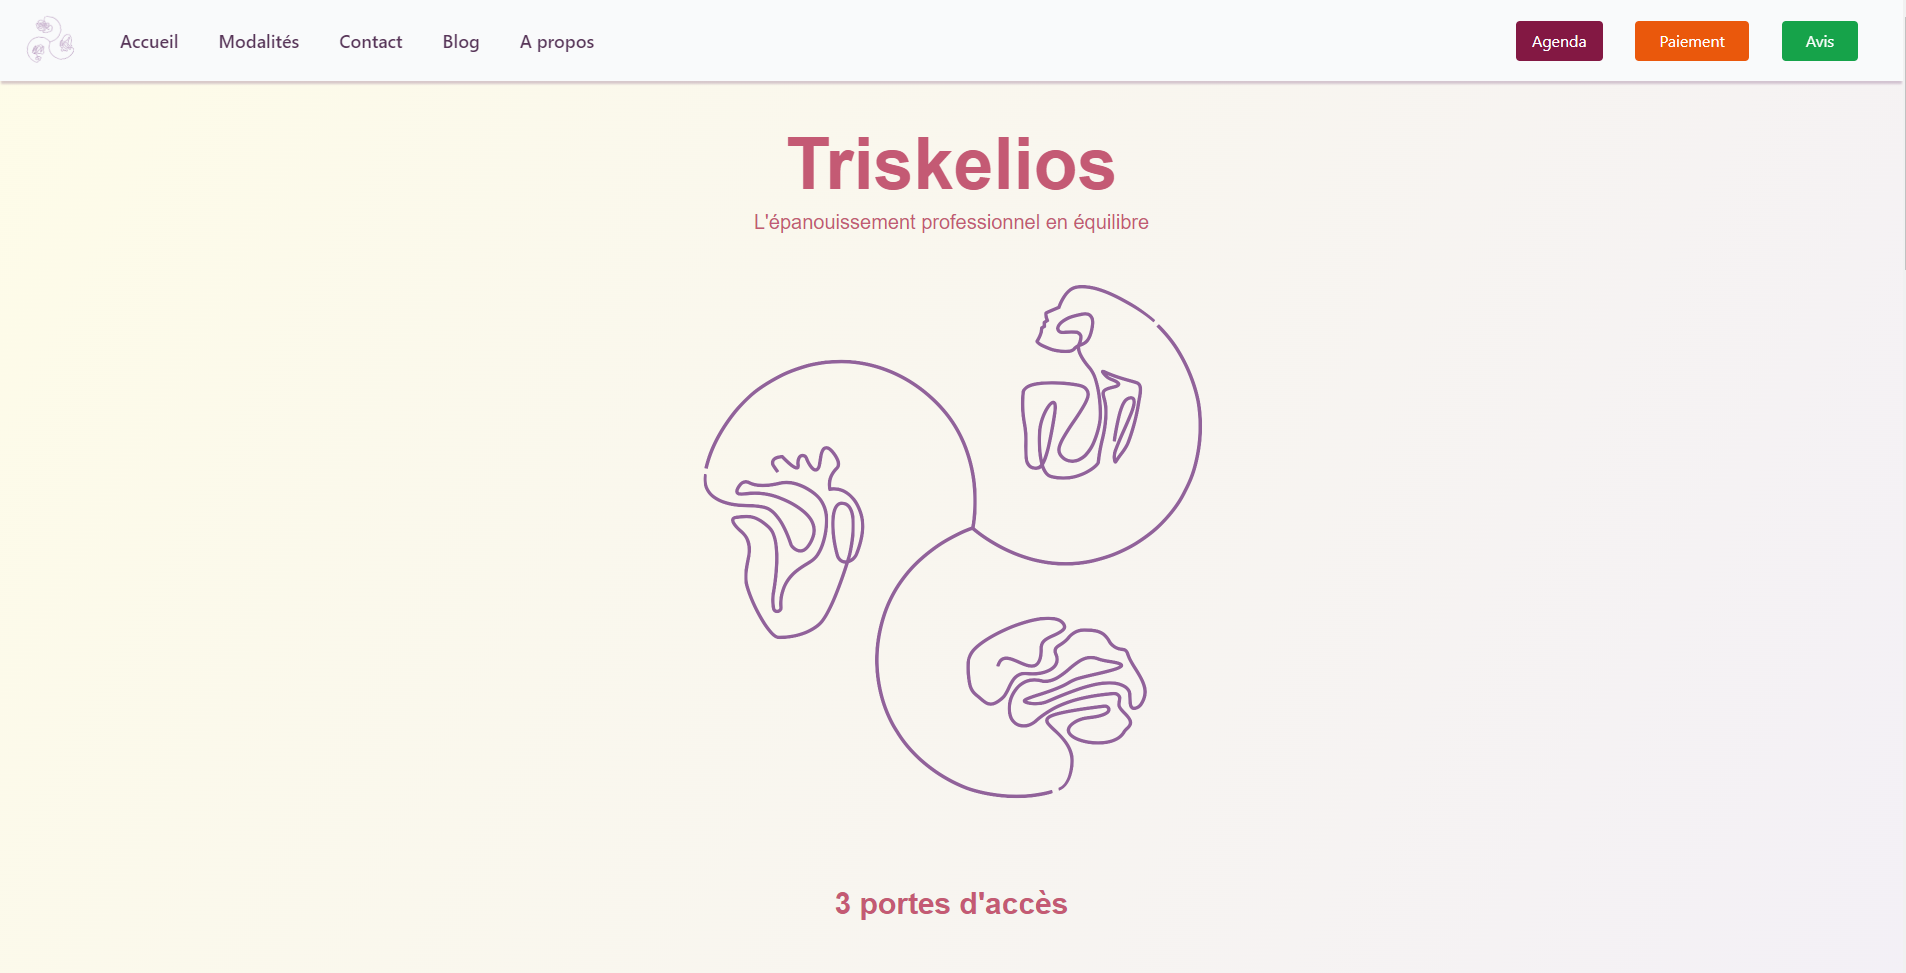 Accueil Modalités Contact Blog A propos Agenda Paiement Avis
Triskelios
L'épanouissement professionnel en équilibre
3 portes d'accès